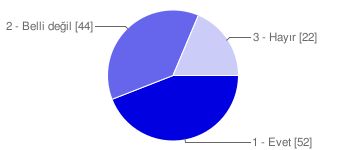 2 - Belli değil [44]
3 - Hayır [22]
1 - Evet [52]